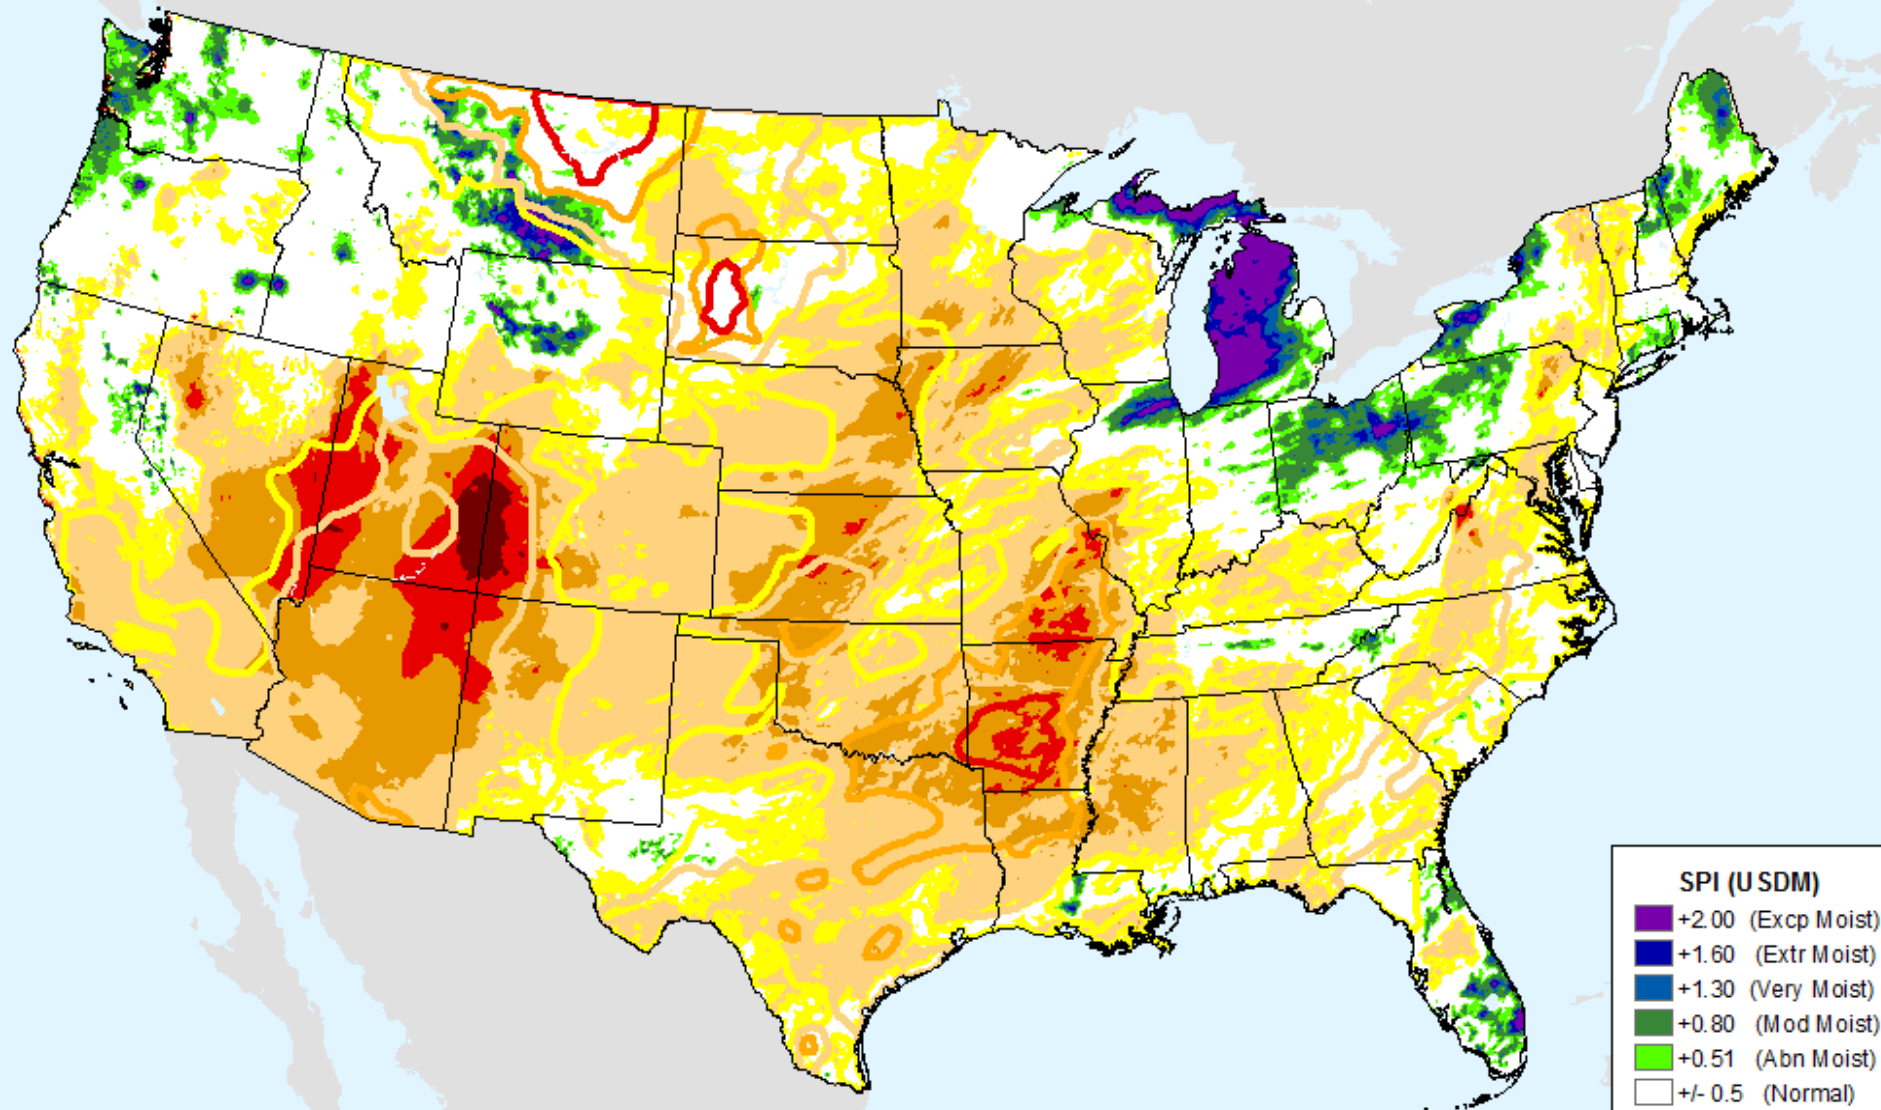 SPI (USDM)
+2.00 (Excp Moist)
+1.60 (Extr Moist)
+1.30 (Very Moist)
+0.80 (Mod Moist)
+0.51 (Abn Moist)
+/- 0.5 (Normal)